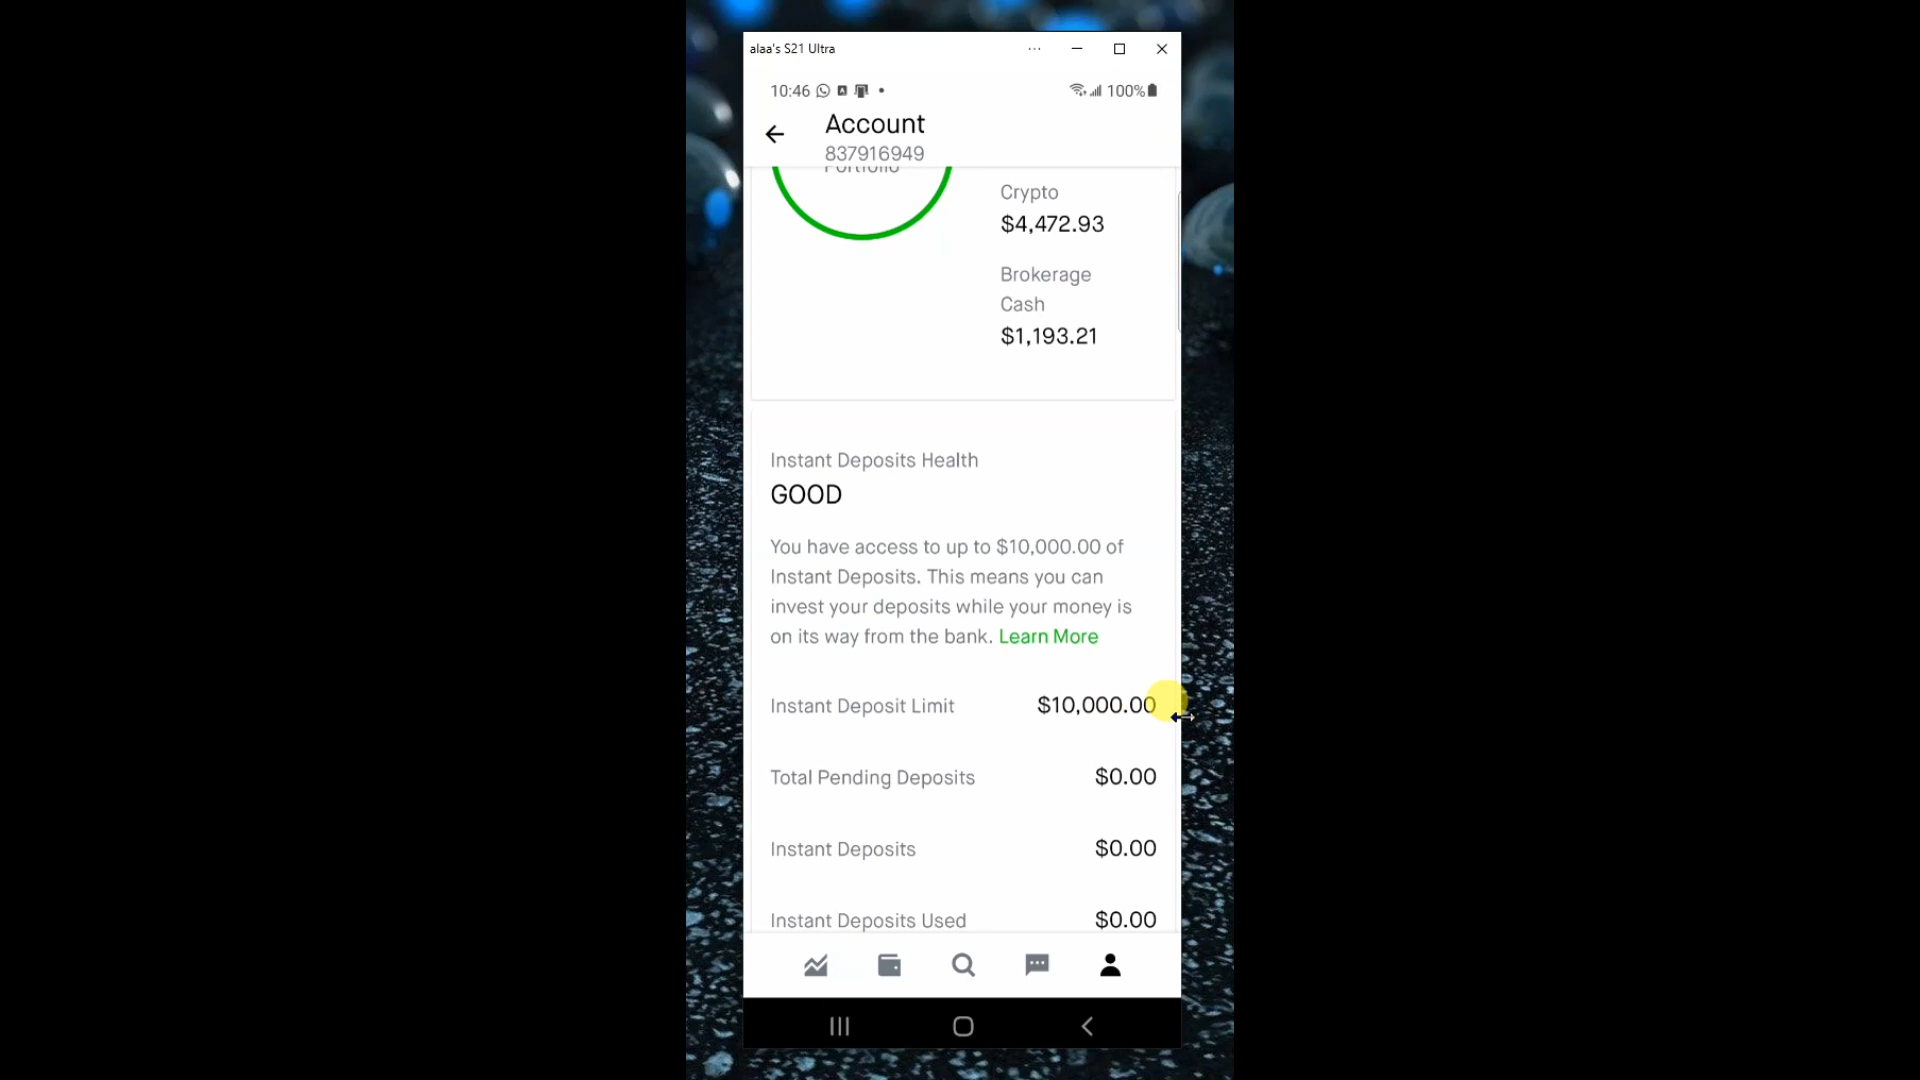 alaa's S21 Ultra
10:46
100%
Account
837916949
Portfolio
Crypto
$4,472.93
Brokerage
Cash
$1,193.21
Instant Deposits Health
GOOD
You have access to up to $10,000.00 of
Instant Deposits. This means you can
invest your deposits while your money is
on its way from the bank. Learn More
Instant Deposit Limit $10,000.00
Total Pending Deposits $0.00
Instant Deposits $0.00
Instant Deposits Used $0.00